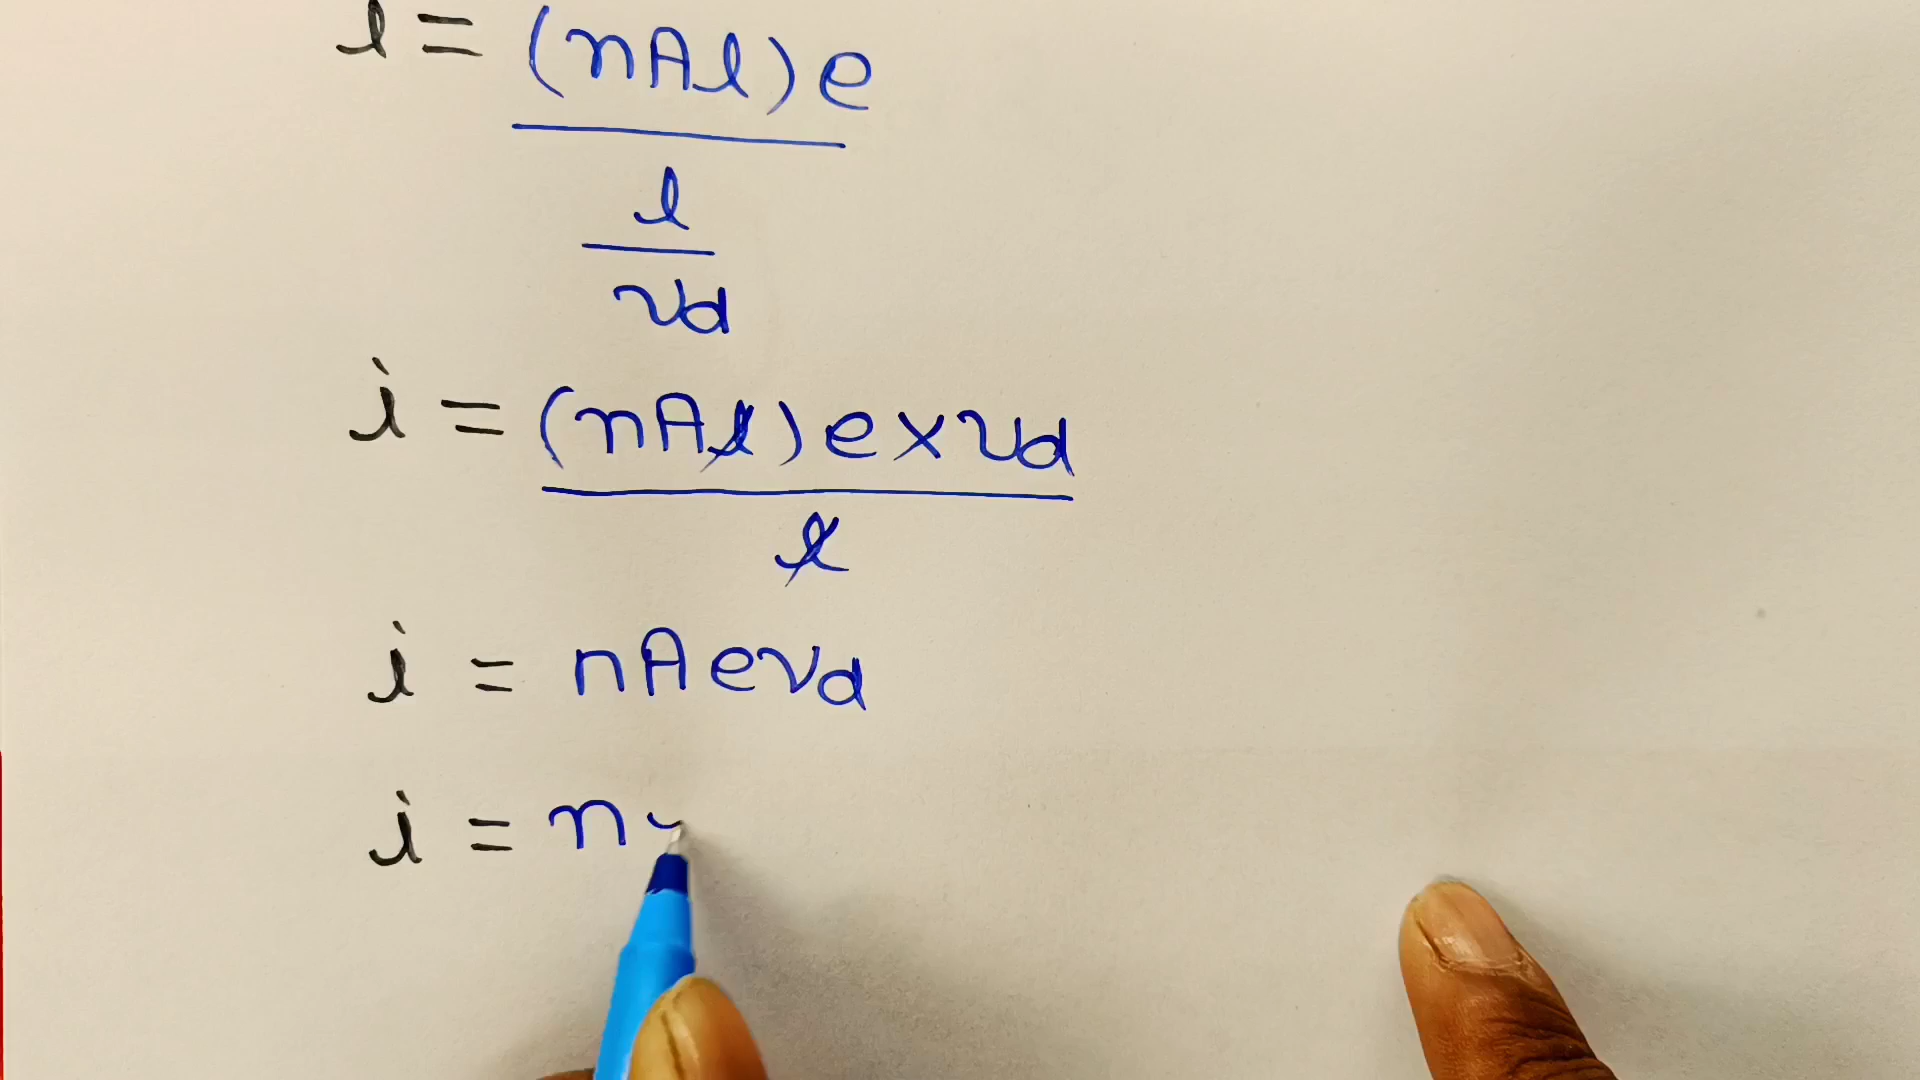 i = (nAl)e
l
vd
i = (nAl)e×vd
l
i = nAevd
i = n